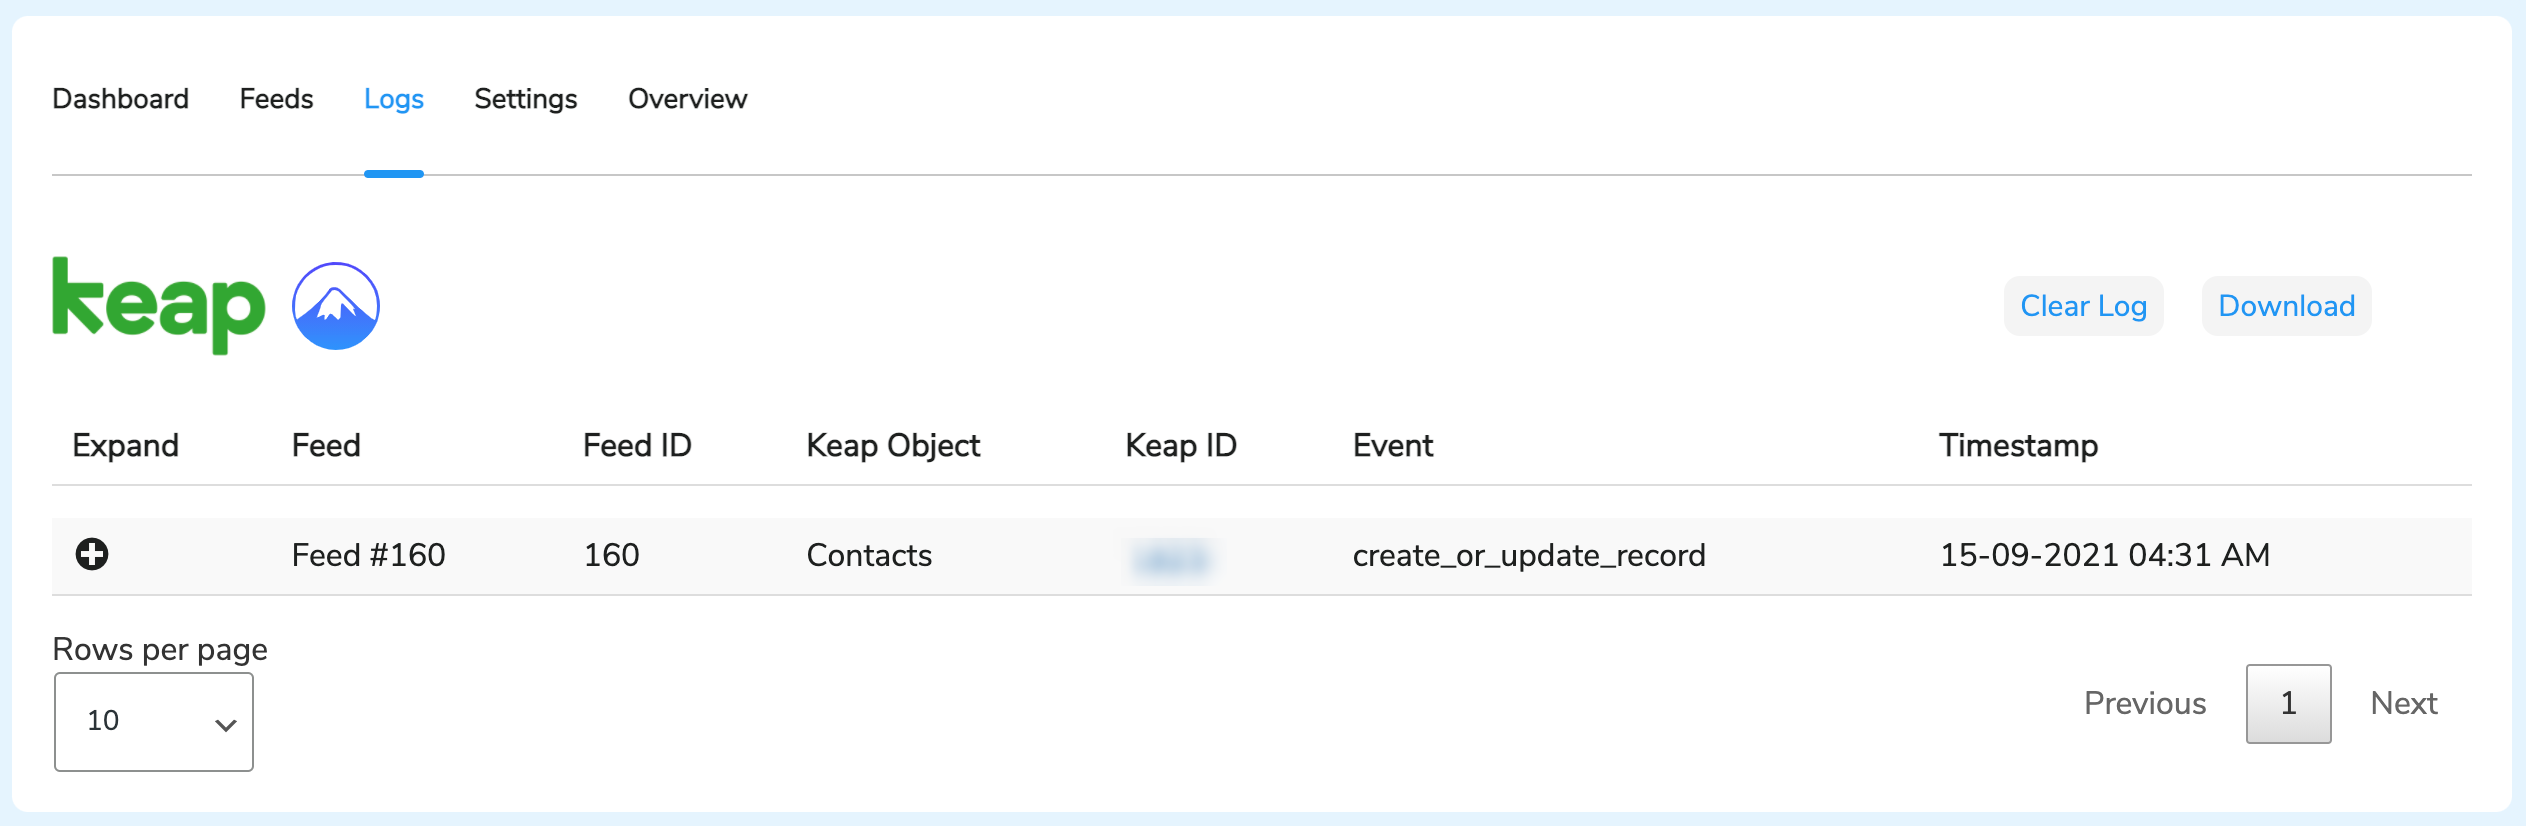 Dashboard Feeds Logs Settings Overview
keap
Clear Log Download
Expand Feed Feed ID Keap Object Keap ID Event Timestamp
Feed #160 160 Contacts create_or_update_record 15-09-2021 04:31 AM
Rows per page
10
Previous 1 Next